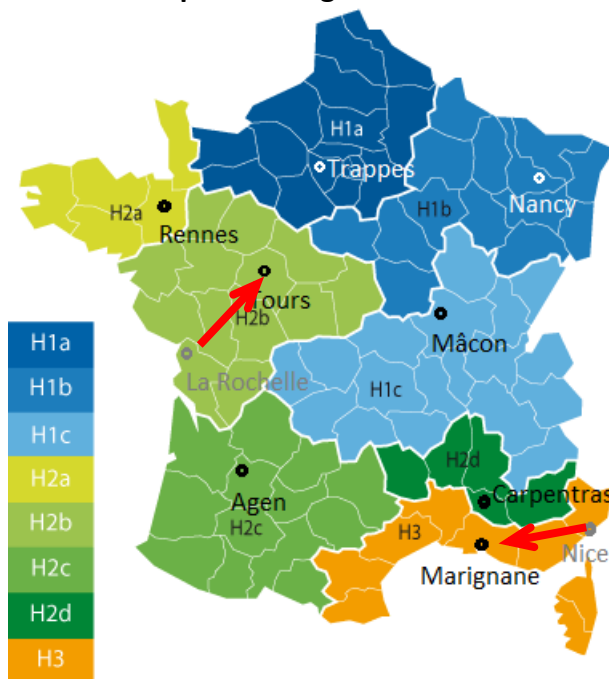 H1a
Trappes
H1b
Nancy
H2a
Rennes
Tours
H2b
La Rochelle
Mâcon
H1c
Agen
H2c
H2d
Carpentras
H3
Marignane
Nice
H1a
H1b
H1c
H2a
H2b
H2c
H2d
H3